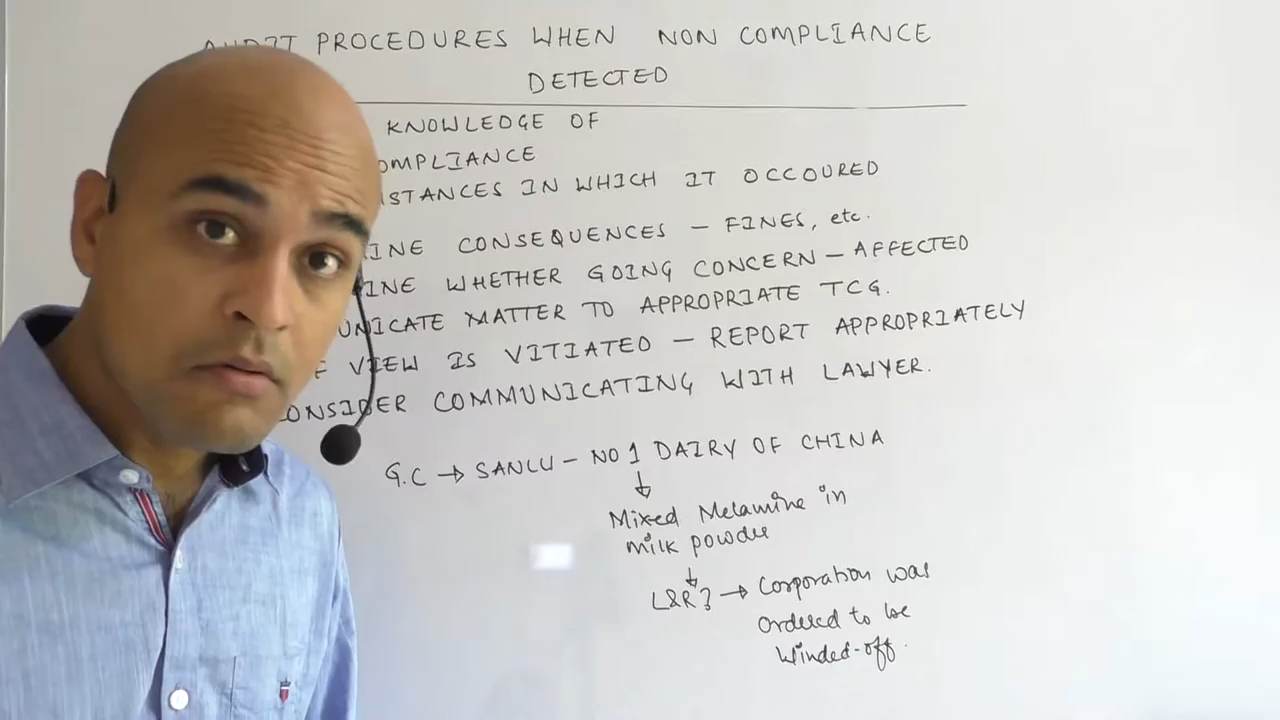 PROCEDURES WHEN NON COMPLIANCE
DETECTED
KNOWLEDGE OF
OMPLIANCE
STANCES IN WHICH IT OCCOURED
INE CONSEQUENCES – FINES, etc.
INE WHETHER GOING CONCERN – AFFECTED
UNICATE MATTER TO APPROPRIATE TCG.
F VIEW IS VITIATED – REPORT APPROPRIATELY
ONSIDER COMMUNICATING WITH LAWYER.
G.C → SANLU – NO 1 DAIRY OF CHINA
↓
Mixed Melamine in
milk powder
↓
L&R } → Corporation was
ordered to be
winded-off.